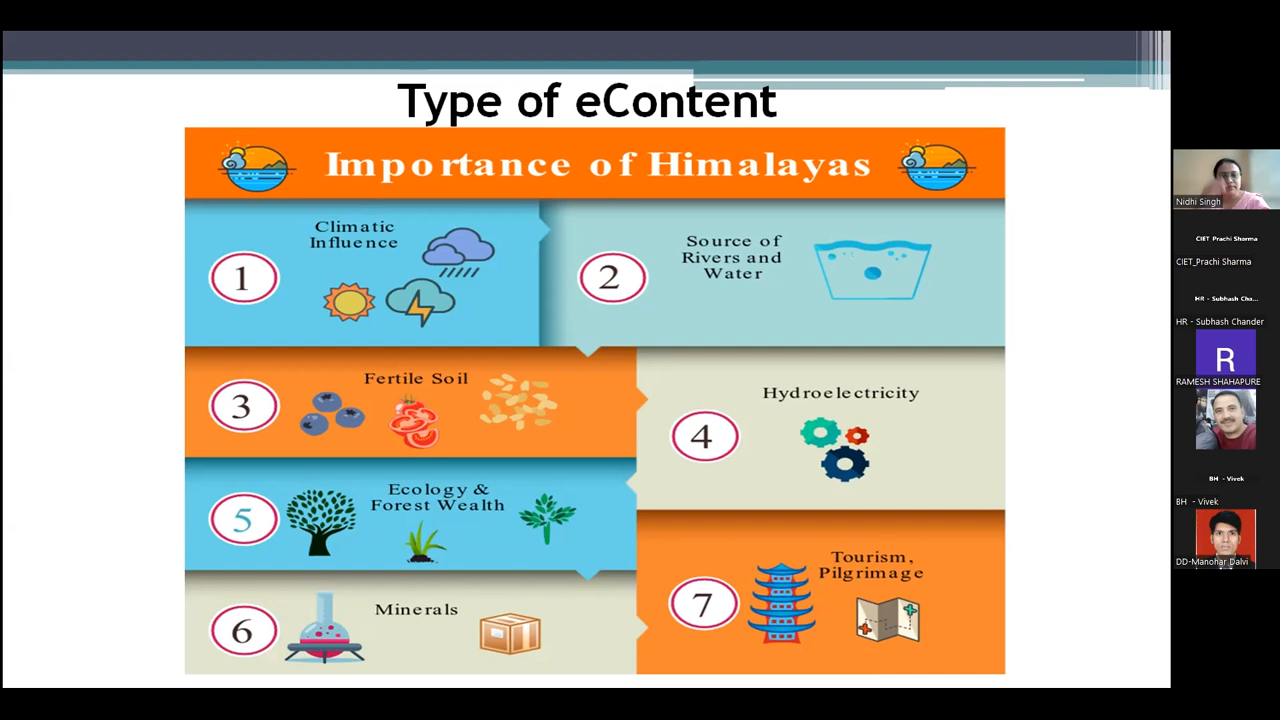 Type of eContent
Importance of Himalayas
Climatic
Influence
1
Source of
Rivers and
Water
2
Fertile Soil
3
Hydroelectricity
4
Ecology &
Forest Wealth
5
Minerals
6
Tourism,
Pilgrimage
7
Nidhi Singh
CIET_Prachi Sharma
CIET_Prachi Sharma
HR - Subhash Cha...
HR - Subhash Chander
R
RAMESH SHAHAPURE
BH - Vivek
BH - Vivek
DD-Manohar Dalvi